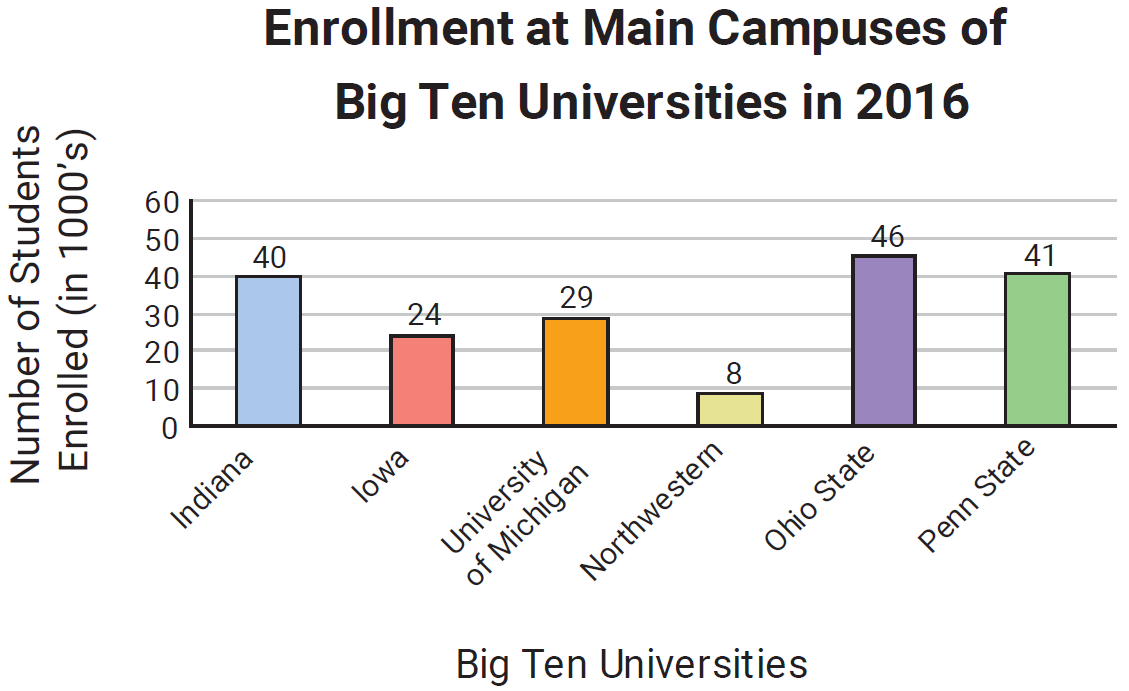 Enrollment at Main Campuses of
Big Ten Universities in 2016
Number of Students
Enrolled (in 1000's)
60
50
40
30
20
10
0
40
24
29
8
46
41
Indiana
Iowa
University
of Michigan
Northwestern
Ohio State
Penn State
Big Ten Universities